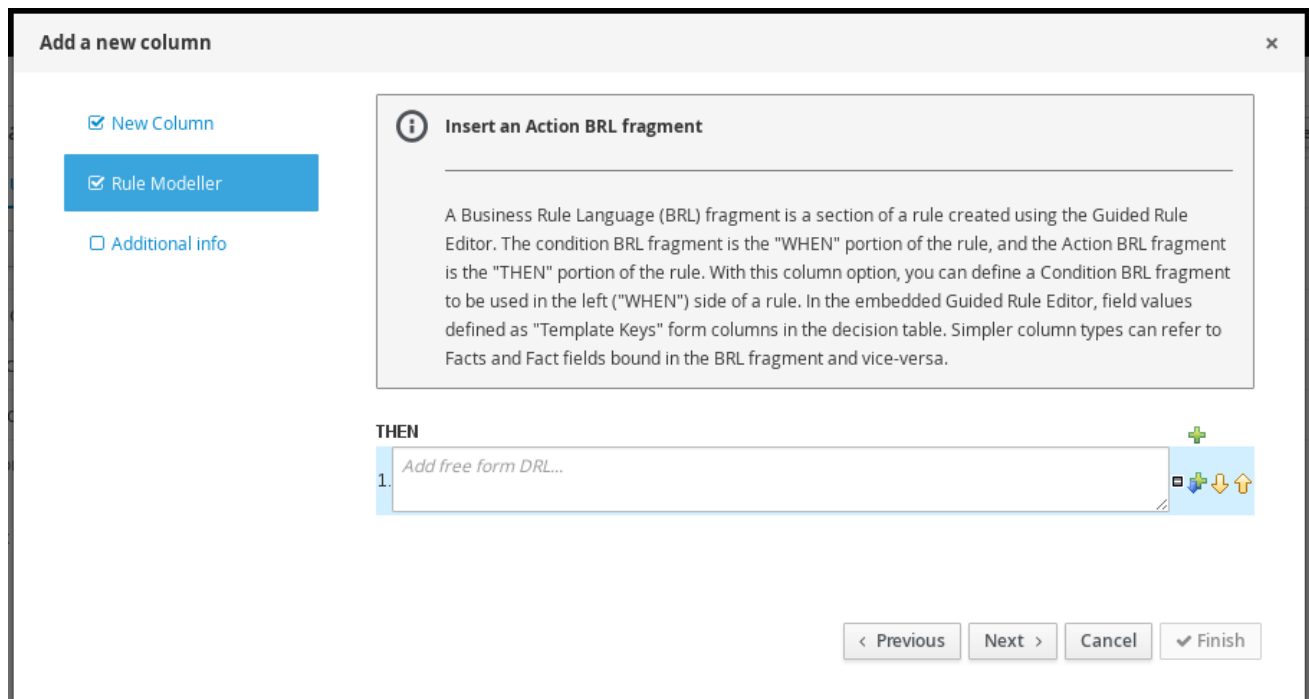 Add a new column
×
New Column
Rule Modeller
Additional info
Insert an Action BRL fragment
A Business Rule Language (BRL) fragment is a section of a rule created using the Guided Rule
Editor. The condition BRL fragment is the "WHEN" portion of the rule, and the Action BRL fragment
is the "THEN" portion of the rule. With this column option, you can define a Condition BRL fragment
to be used in the left ("WHEN") side of a rule. In the embedded Guided Rule Editor, field values
defined as "Template Keys" form columns in the decision table. Simpler column types can refer to
Facts and Fact fields bound in the BRL fragment and vice-versa.
THEN
1. Add free form DRL...
‹ Previous Next › Cancel ✔ Finish